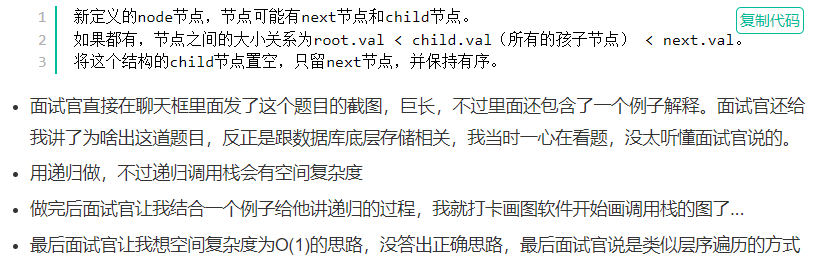 1 新定义的node节点，节点可能有next节点和child节点。
复制代码
2 如果都有，节点之间的大小关系为root.val < child.val（所有的孩子节点） < next.val。
3 将这个结构的child节点置空，只留next节点，并保持有序。
• 面试官直接在聊天框里面发了这个题目的截图，巨长，不过里面还包含了一个例子解释。面试官还给
我讲了为啥出这道题目，反正是跟数据库底层存储相关，我当时一心在看题，没太听懂面试官说的。
• 用递归做，不过递归调用栈会有空间复杂度
• 做完后面试官让我结合一个例子给他讲递归的过程，我就打卡画图软件开始画调用栈的图了...
• 最后面试官让我想空间复杂度为O(1)的思路，没答出正确思路，最后面试官说是类似层序遍历的方式